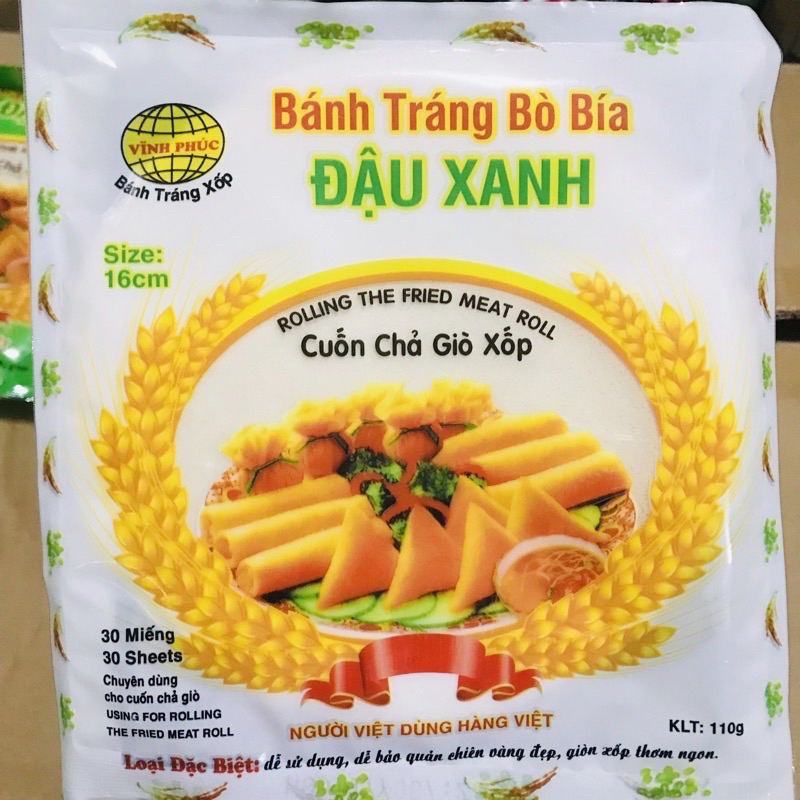 Bánh Tráng Bò Bía
ĐẬU XANH
VĨNH PHÚC
Bánh Tráng Xốp
Size:
16cm
ROLLING THE FRIED MEAT ROLL
Cuốn Chả Giò Xốp
30 Miếng
30 Sheets
Chuyên dùng
cho cuốn chả giò
USING FOR ROLLING
THE FRIED MEAT ROLL
NGƯỜI VIỆT DÙNG HÀNG VIỆT
KLT: 110g
Loại Đặc Biệt: dễ sử dụng, dễ bảo quản chiên vàng đẹp, giòn xốp thơm ngon.